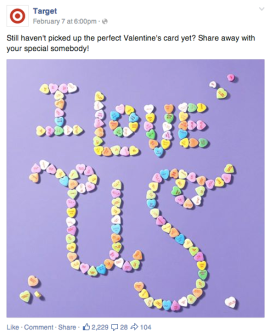 Target
February 7 at 6:00pm ·
Still haven't picked up the perfect Valentine's card yet? Share away with
your special somebody!
I
LOVE
US
Like · Comment · Share · 2,229 28 104